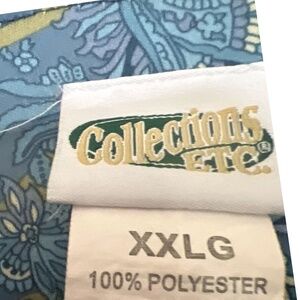 Collections
ETC.®
XXLG
100% POLYESTER